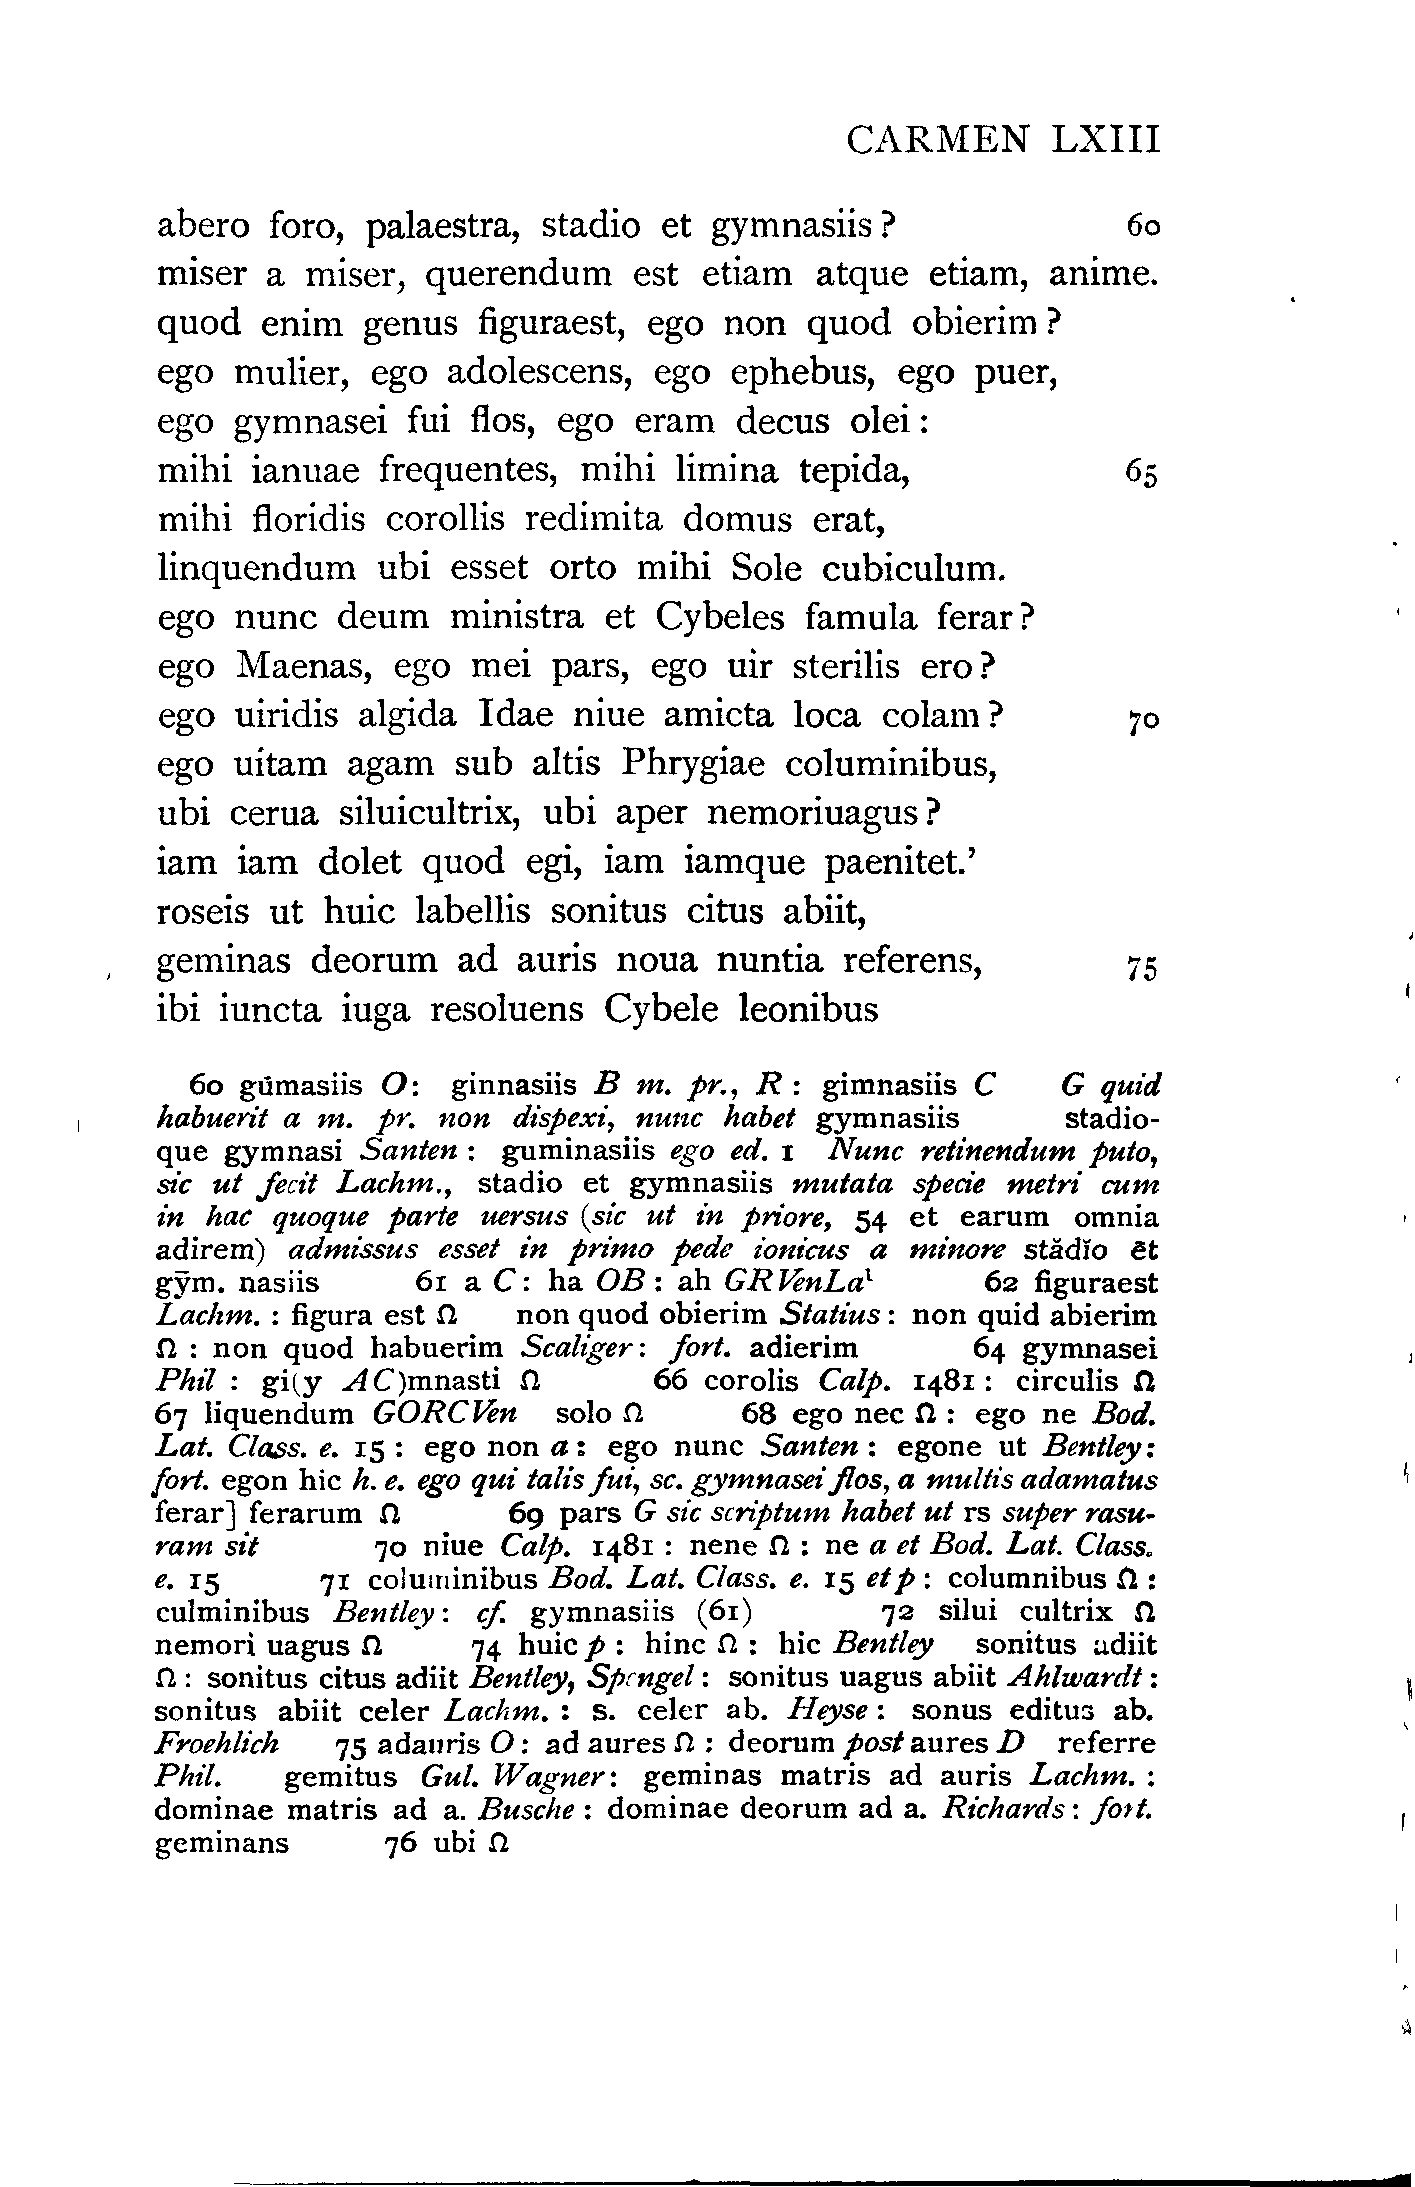 CARMEN LXIII
abero foro, palaestra, stadio et gymnasiis? 60
miser a miser, querendum est etiam atque etiam, anime.
quod enim genus figuraest, ego non quod obierim?
ego mulier, ego adolescens, ego ephebus, ego puer,
ego gymnasei fui flos, ego eram decus olei:
mihi ianuae frequentes, mihi limina tepida, 65
mihi floridis corollis redimita domus erat,
linquendum ubi esset orto mihi Sole cubiculum.
ego nunc deum ministra et Cybeles famula ferar?
ego Maenas, ego mei pars, ego uir sterilis ero?
ego uiridis algida Idae niue amicta loca colam? 70
ego uitam agam sub altis Phrygiae columinibus,
ubi cerua siluicultrix, ubi aper nemoriuagus?
iam iam dolet quod egi, iam iamque paenitet.’
roseis ut huic labellis sonitus citus abiit,
geminas deorum ad auris noua nuntia referens, 75
ibi iuncta iuga resoluens Cybele leonibus
60 gūmasiis O: ginnasiis B m. pr., R : gimnasiis C G quid
habuerit a m. pr. non dispexi, nunc habet gymnasiis stadio-
que gymnasi Santen : guminasiis ego ed. 1 Nunc retinendum puto,
sic ut fecit Lachm., stadio et gymnasiis mutata specie metri cum
in hac quoque parte uersus (sic ut in priore, 54 et earum omnia
adirem) admissus esset in primo pede ionicus a minore stădĭo ēt
gȳm. nasiis 61 a C : ha OB : ah GRVenLa¹ 62 figuraest
Lachm. : figura est Ω non quod obierim Statius : non quid abierim
Ω : non quod habuerim Scaliger : fort. adierim 64 gymnasei
Phil : gi(y AC)mnasti Ω 66 corolis Calp. 1481 : circulis Ω
67 liquendum GORCVen solo Ω 68 ego nec Ω : ego ne Bod.
Lat. Class. e. 15 : ego non a : ego nunc Santen : egone ut Bentley :
fort. egon hic h. e. ego qui talis fui, sc. gymnasei flos, a multis adamatus
ferar] ferarum Ω 69 pars G sic scriptum habet ut rs super rasu-
ram sit 70 niue Calp. 1481 : nene Ω : ne a et Bod. Lat. Class.
e. 15 71 columinibus Bod. Lat. Class. e. 15 et p : columnibus Ω :
culminibus Bentley : cf. gymnasiis (61) 72 silui cultrix Ω
nemori uagus Ω 74 huic p : hinc Ω : hic Bentley sonitus adiit
Ω : sonitus citus adiit Bentley, Spengel : sonitus uagus abiit Ahlwardt :
sonitus abiit celer Lachm. : s. celer ab. Heyse : sonus editus ab.
Froehlich 75 adauris O : ad aures Ω : deorum post aures D referre
Phil. gemitus Gul. Wagner : geminas matris ad auris Lachm. :
dominae matris ad a. Busche : dominae deorum ad a. Richards : fort.
geminans 76 ubi Ω